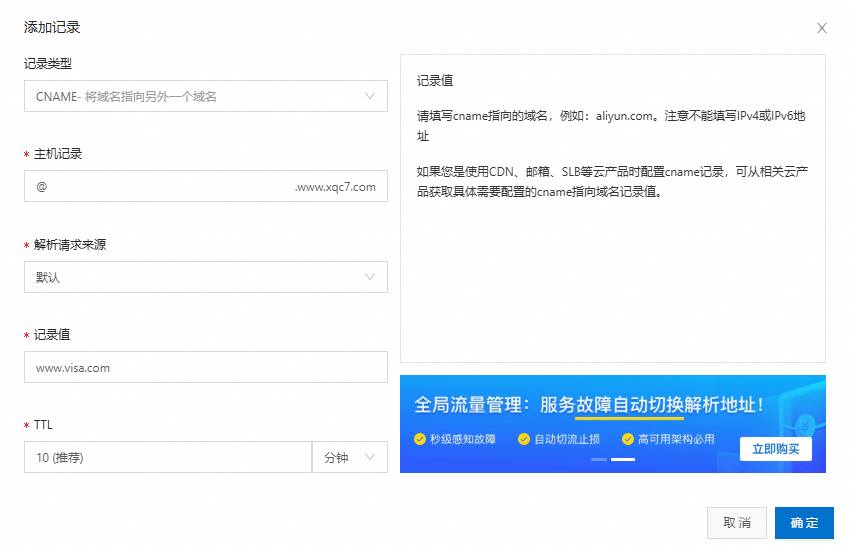 添加记录
记录类型
CNAME- 将域名指向另外一个域名
* 主机记录
@ .www.xqc7.com
* 解析请求来源
默认
* 记录值
www.visa.com
* TTL
10 (推荐) 分钟
记录值
请填写cname指向的域名，例如：aliyun.com。注意不能填写IPv4或IPv6地
址
如果您是使用CDN、邮箱、SLB等云产品时配置cname记录，可从相关云产
品获取具体需要配置的cname指向域名记录值。
全局流量管理：服务故障自动切换解析地址！
秒级感知故障 自动切流止损 高可用架构必用
立即购买
取消 确定